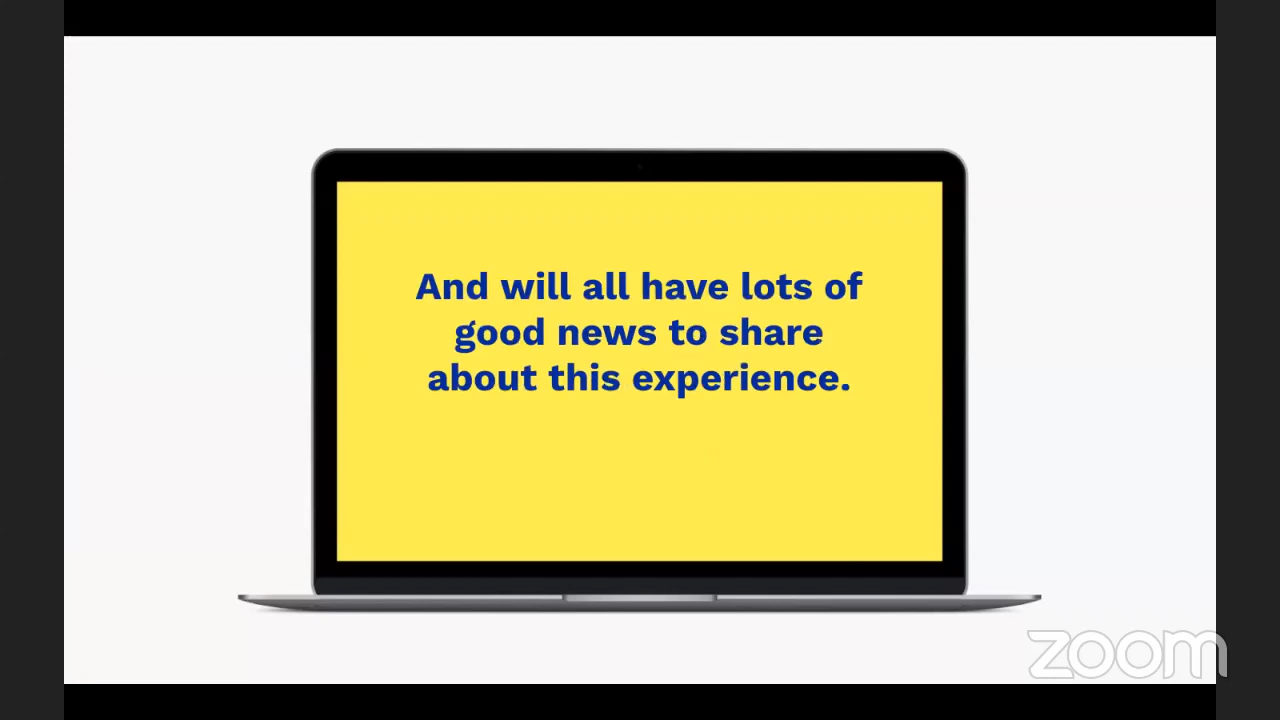 And will all have lots of
good news to share
about this experience.
zoom